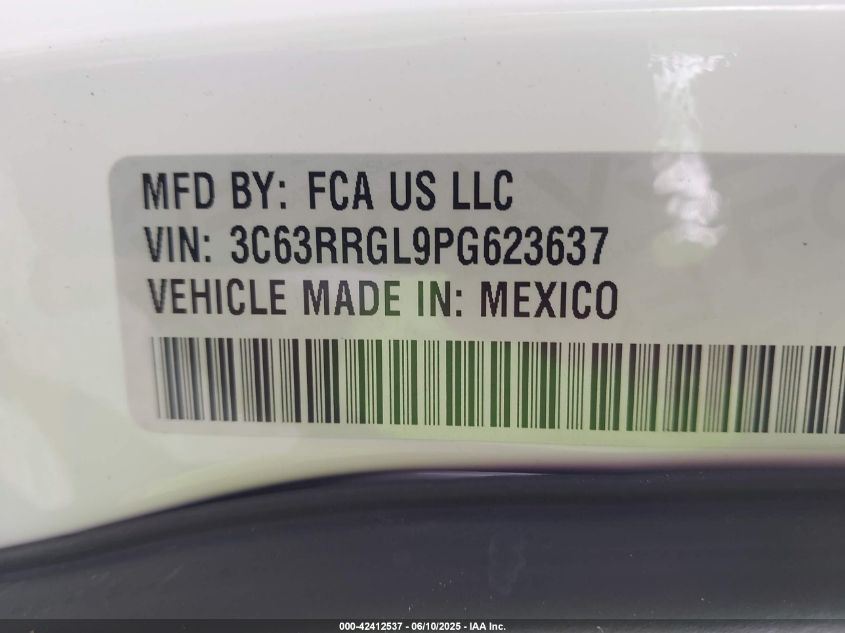 MFD BY: FCA US LLC
VIN: 3C63RRGL9PG623637
VEHICLE MADE IN: MEXICO
000-42412537 - 06/10/2025 - IAA Inc.